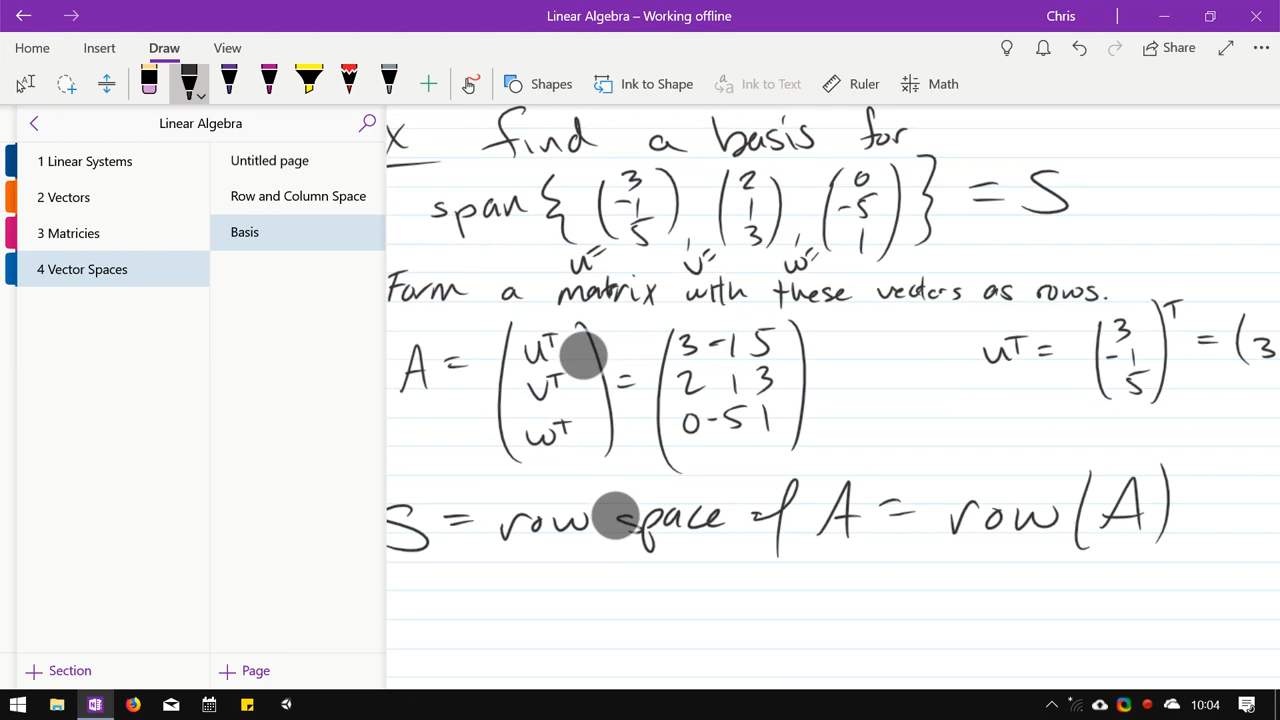 Linear Algebra – Working offline
Chris
Home Insert Draw View
Share
Shapes Ink to Shape Ink to Text Ruler Math
Linear Algebra
1 Linear Systems
2 Vectors
3 Matricies
4 Vector Spaces
Untitled page
Row and Column Space
Basis
x find a basis for
span { ( 3 -1 5 ) , ( 2 1 3 ) , ( 0 -5 1 ) } = S
u= v= w=
Form a matrix with these vectors as rows.
A = ( uᵀ vᵀ wᵀ ) = ( 3 -1 5 2 1 3 0 -5 1 )
uᵀ = ( 3 -1 5 )ᵀ = ( 3
S = row space of A = row (A)
Section
Page
10:04